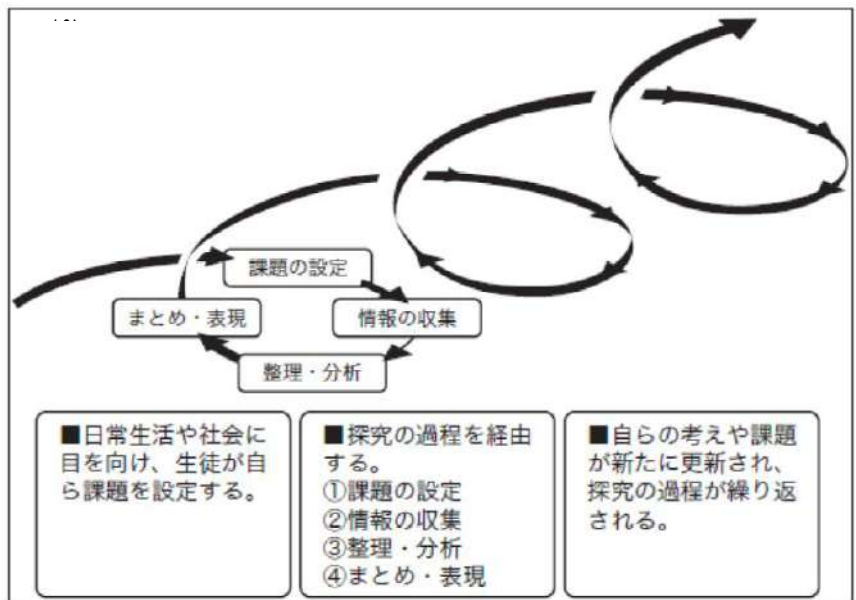 課題の設定
まとめ・表現
情報の収集
整理・分析
■日常生活や社会に
目を向け、生徒が自
ら課題を設定する。
■探究の過程を経由
する。
①課題の設定
②情報の収集
③整理・分析
④まとめ・表現
■自らの考えや課題
が新たに更新され、
探究の過程が繰り返
される。